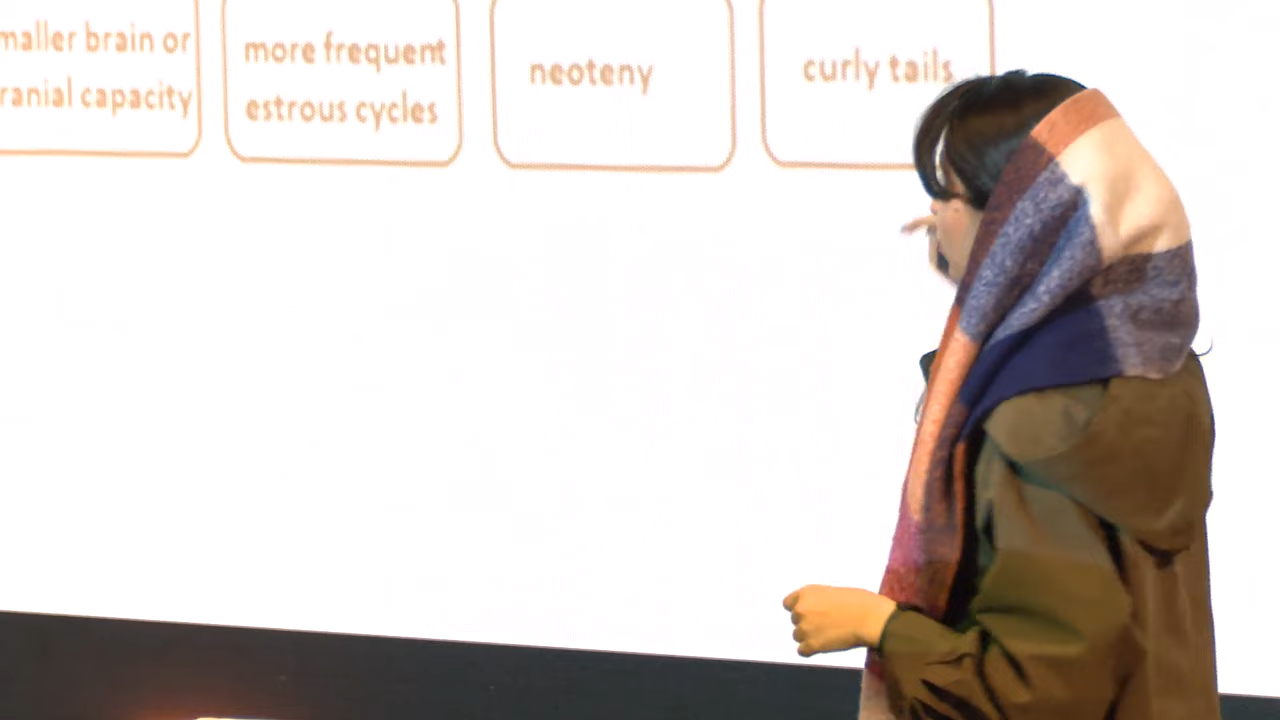 maller brain or
ranial capacity
more frequent
estrous cycles
neoteny
curly tails